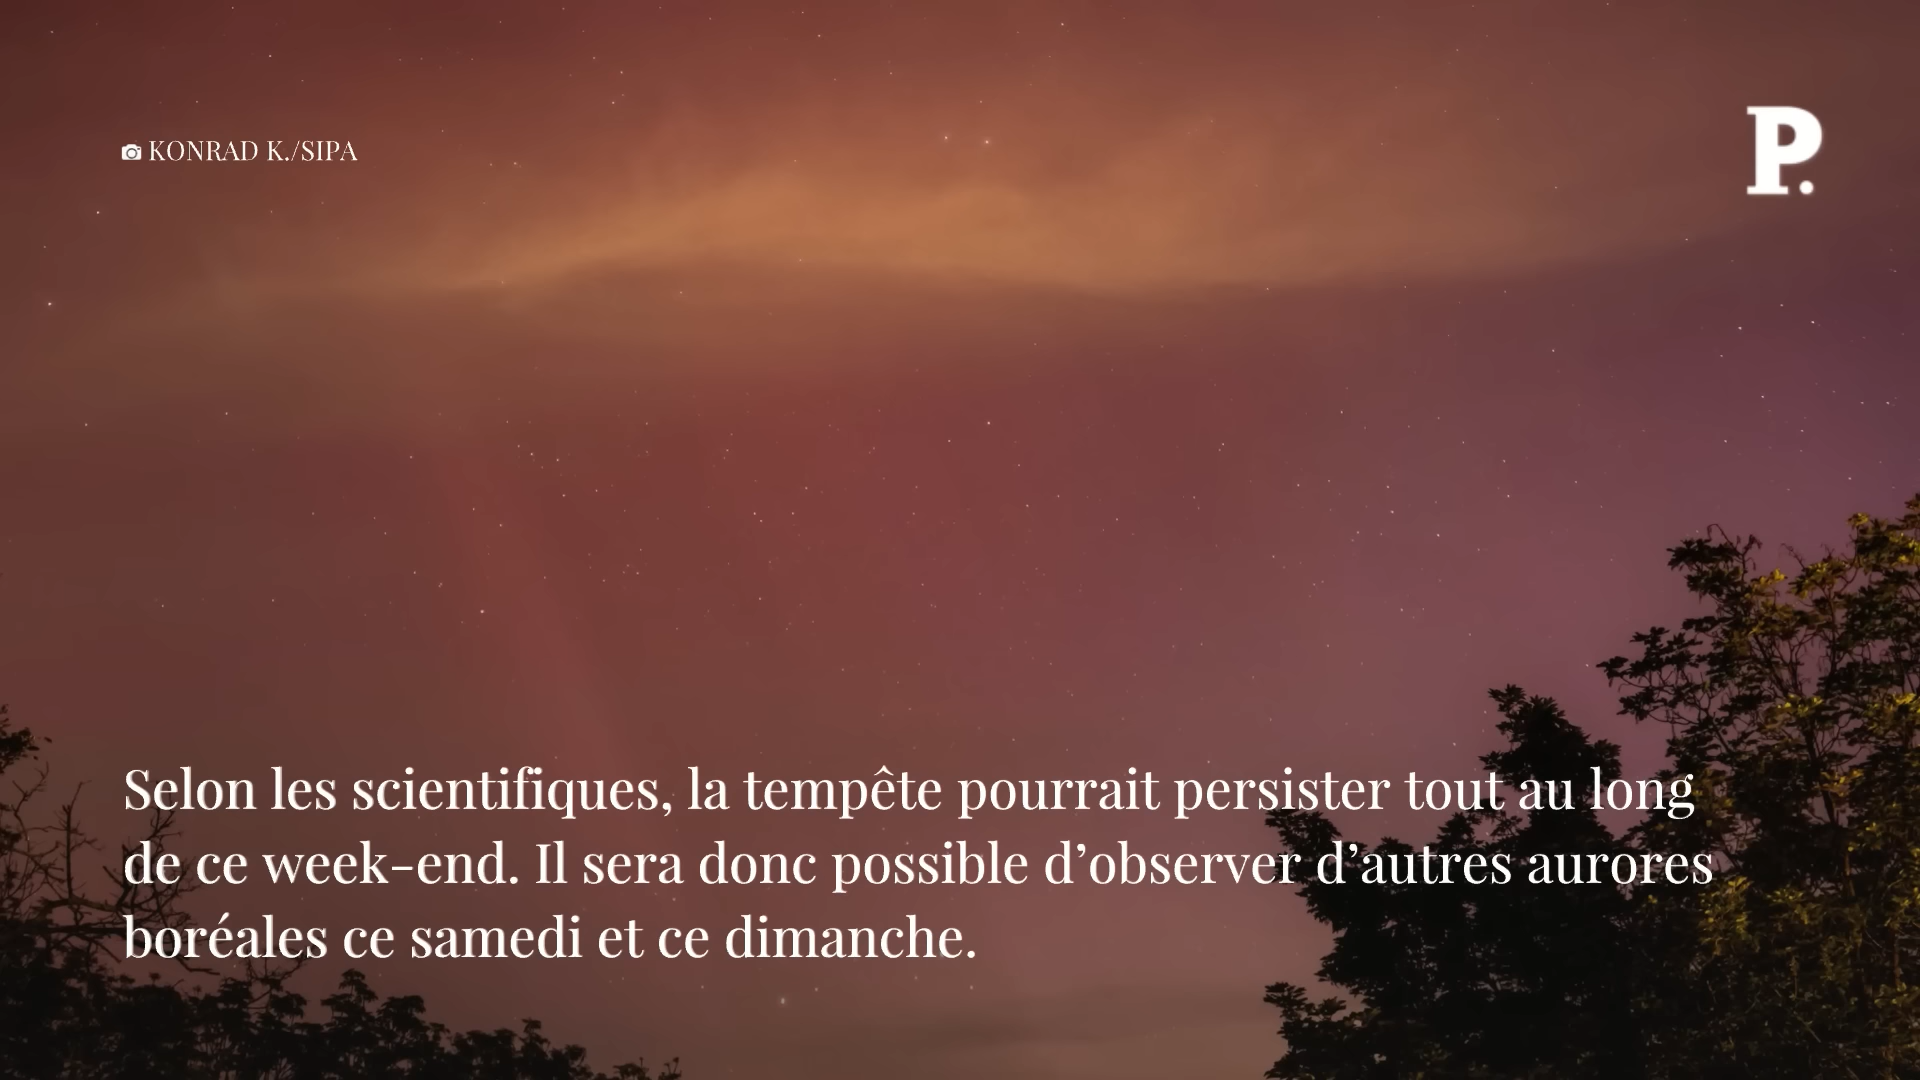 KONRAD K./SIPA
P.
Selon les scientifiques, la tempête pourrait persister tout au long
de ce week-end. Il sera donc possible d’observer d’autres aurores
boréales ce samedi et ce dimanche.